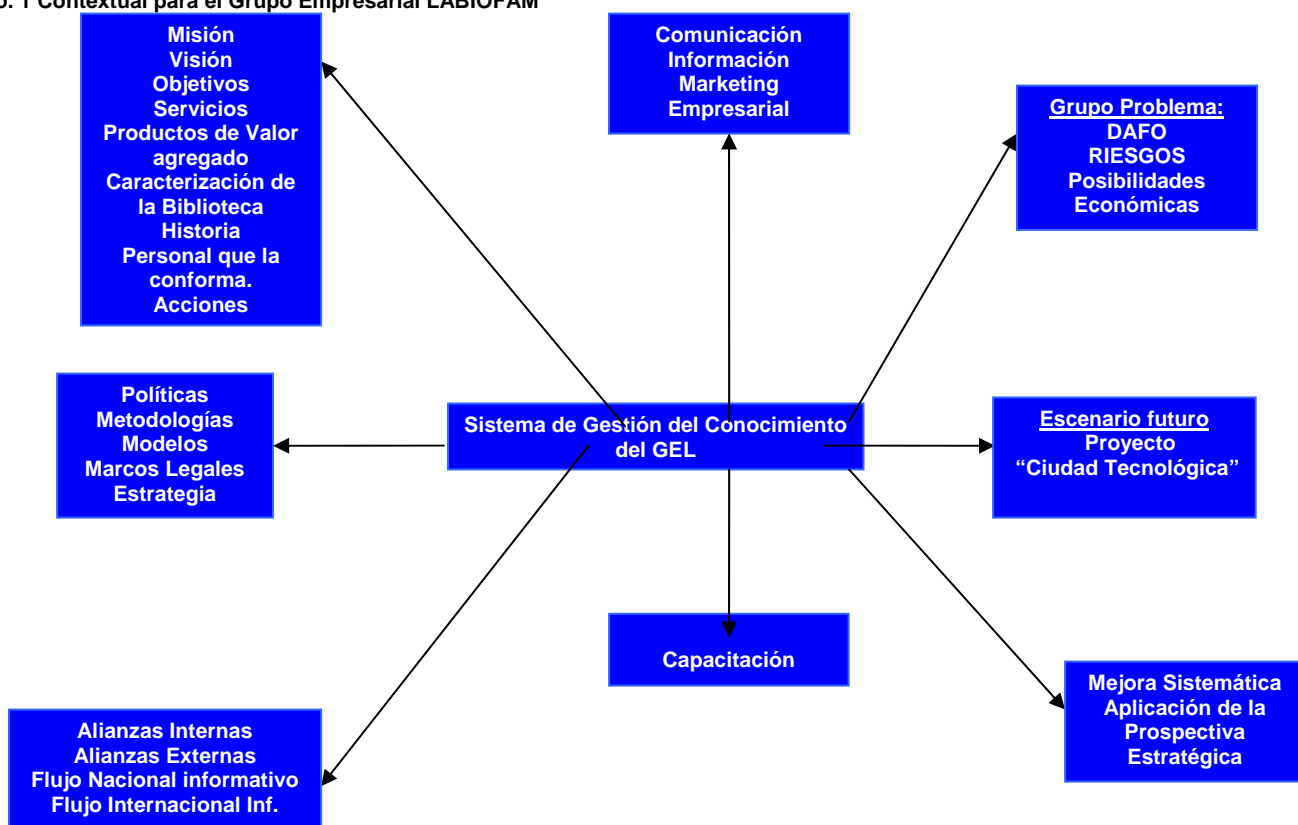 o. 1 Contextual para el Grupo Empresarial LABIOFAM
Misión
Visión
Objetivos
Servicios
Productos de Valor
agregado
Caracterización de
la Biblioteca
Historia
Personal que la
conforma.
Acciones
Comunicación
Información
Marketing
Empresarial
Grupo Problema:
DAFO
RIESGOS
Posibilidades
Económicas
Políticas
Metodologías
Modelos
Marcos Legales
Estrategia
Sistema de Gestión del Conocimiento
del GEL
Escenario futuro
Proyecto
“Ciudad Tecnológica”
Capacitación
Mejora Sistemática
Aplicación de la
Prospectiva
Estratégica
Alianzas Internas
Alianzas Externas
Flujo Nacional informativo
Flujo Internacional Inf.